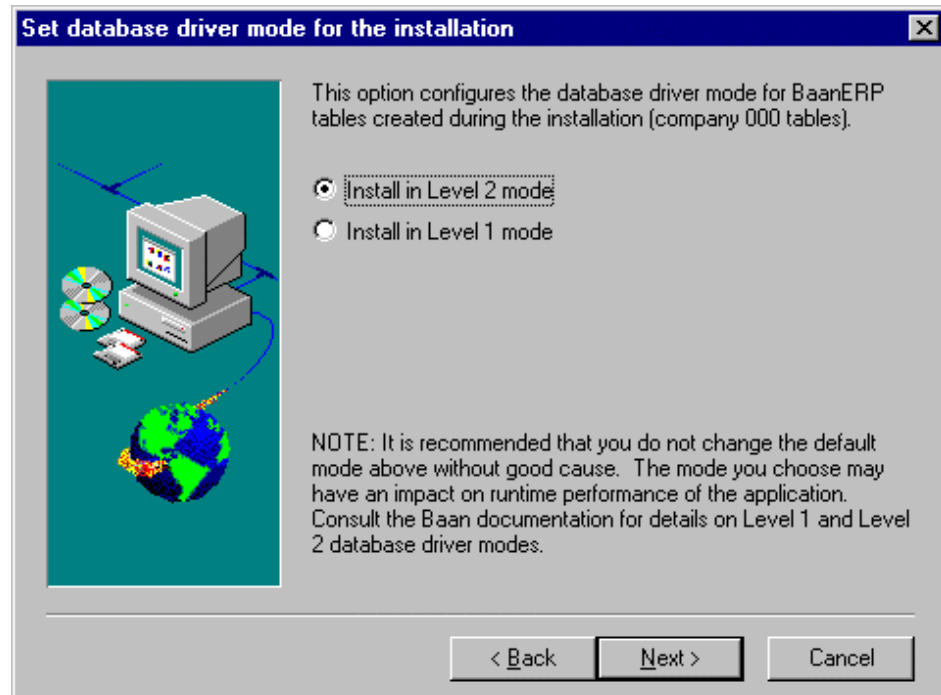 Set database driver mode for the installation
This option configures the database driver mode for BaanERP
tables created during the installation (company 000 tables).
Install in Level 2 mode
Install in Level 1 mode
NOTE: It is recommended that you do not change the default
mode above without good cause.  The mode you choose may
have an impact on runtime performance of the application.
Consult the Baan documentation for details on Level 1 and Level
2 database driver modes.
< Back
Next >
Cancel